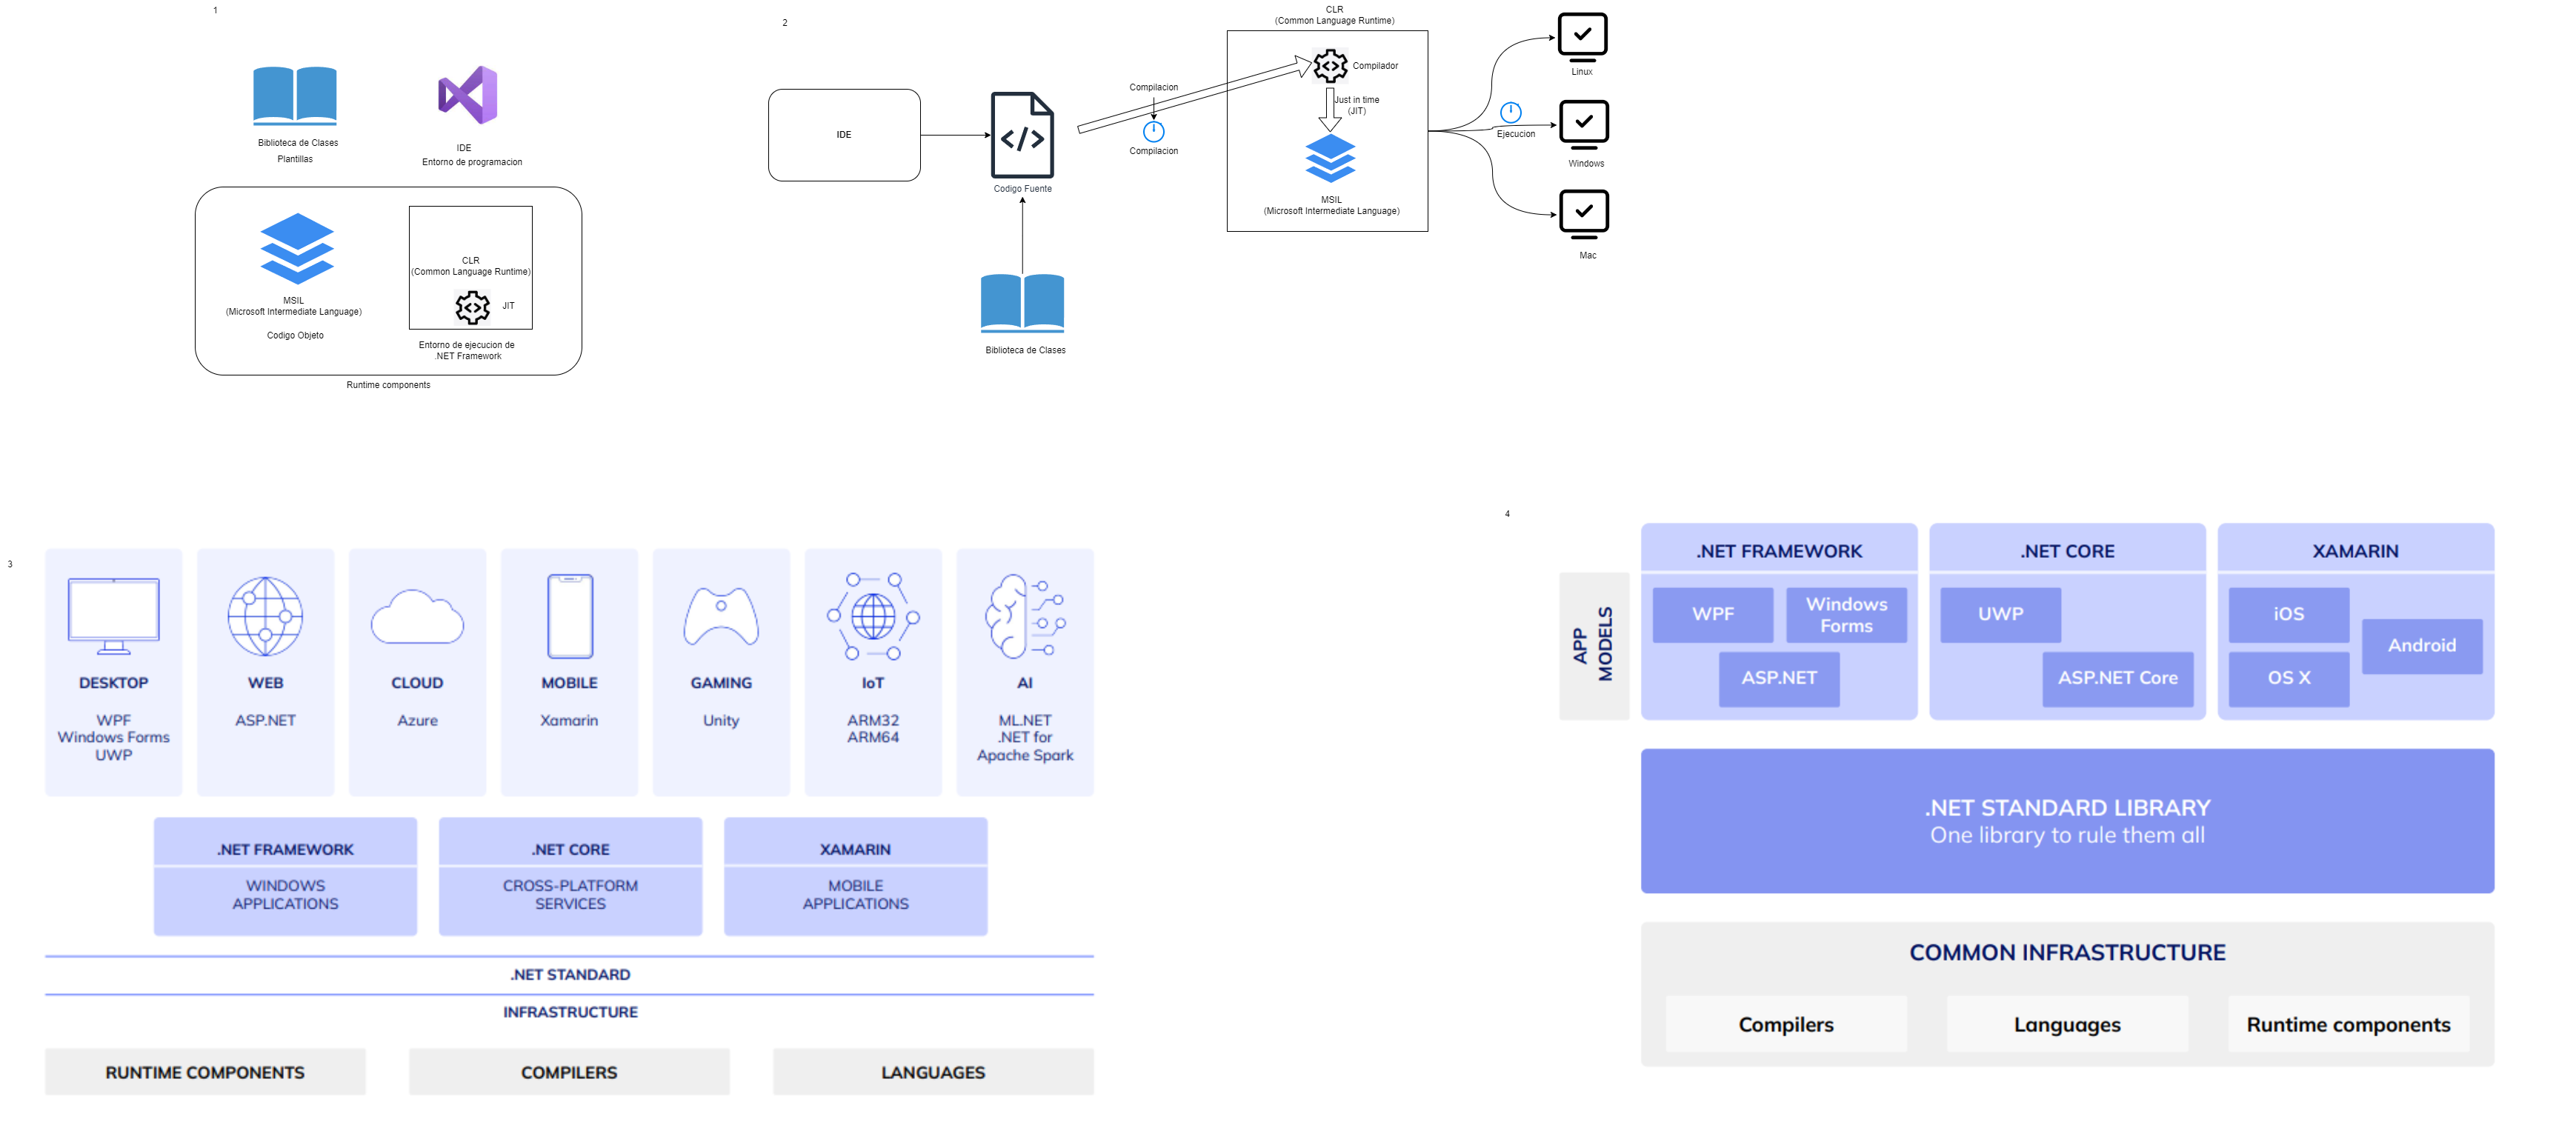 1
Biblioteca de Clases
Plantillas
IDE
Entorno de programacion
MSIL
(Microsoft Intermediate Language)
Codigo Objeto
CLR
(Common Language Runtime)
JIT
Entorno de ejecucion de
.NET Framework
Runtime components
2
IDE
Codigo Fuente
Biblioteca de Clases
Compilacion
Compilacion
CLR
(Common Language Runtime)
Compilador
Just in time
(JIT)
MSIL
(Microsoft Intermediate Language)
Ejecucion
Linux
Windows
Mac
3
DESKTOP
WPF
Windows Forms
UWP
WEB
ASP.NET
CLOUD
Azure
MOBILE
Xamarin
GAMING
Unity
IoT
ARM32
ARM64
AI
ML.NET
.NET for
Apache Spark
.NET FRAMEWORK
WINDOWS
APPLICATIONS
.NET CORE
CROSS-PLATFORM
SERVICES
XAMARIN
MOBILE
APPLICATIONS
.NET STANDARD
INFRASTRUCTURE
RUNTIME COMPONENTS
COMPILERS
LANGUAGES
4
APP
MODELS
.NET FRAMEWORK
WPF
Windows
Forms
ASP.NET
.NET CORE
UWP
ASP.NET Core
XAMARIN
iOS
Android
OS X
.NET STANDARD LIBRARY
One library to rule them all
COMMON INFRASTRUCTURE
Compilers
Languages
Runtime components